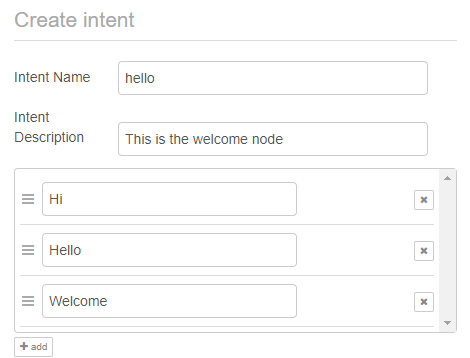 Create intent
Intent Name
hello
Intent
Description
This is the welcome node
Hi
Hello
Welcome
add